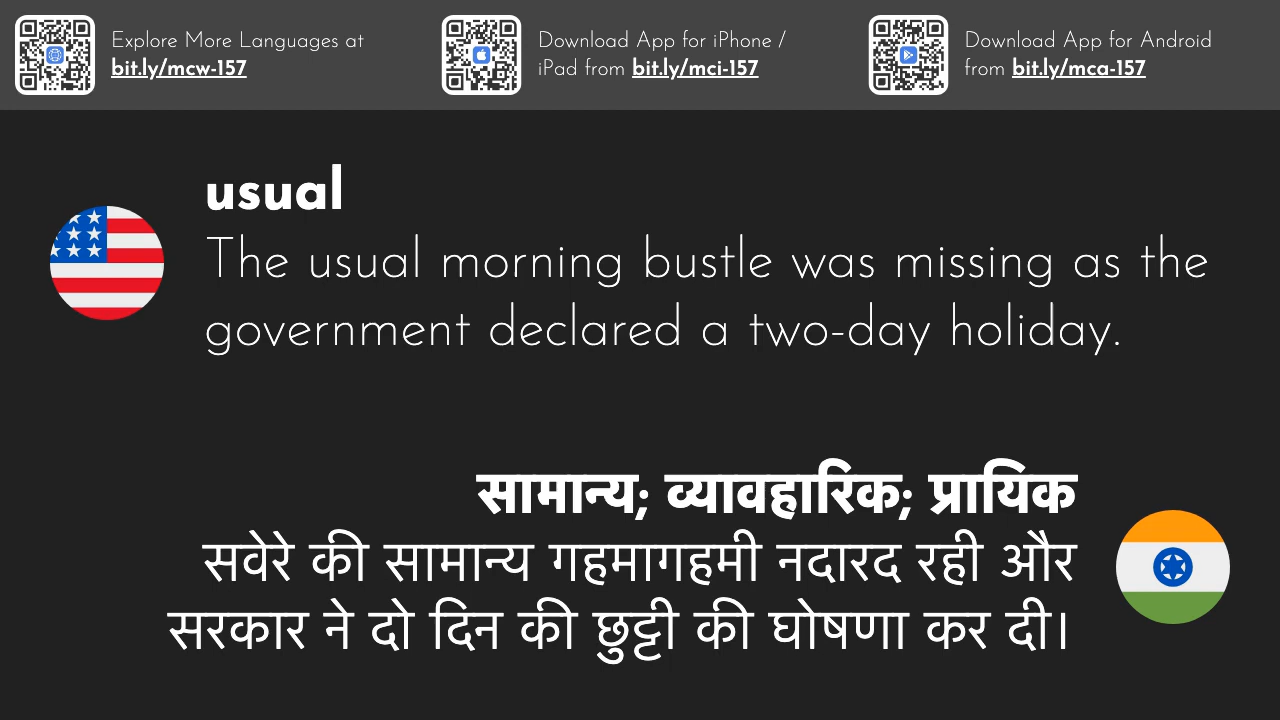 Explore More Languages at
bit.ly/mcw-157
Download App for iPhone /
iPad from bit.ly/mci-157
Download App for Android
from bit.ly/mca-157
usual
The usual morning bustle was missing as the
government declared a two-day holiday.
सामान्य; व्यावहारिक; प्रायिक
सवेरे की सामान्य गहमागहमी नदारद रही और
सरकार ने दो दिन की छुट्टी की घोषणा कर दी।